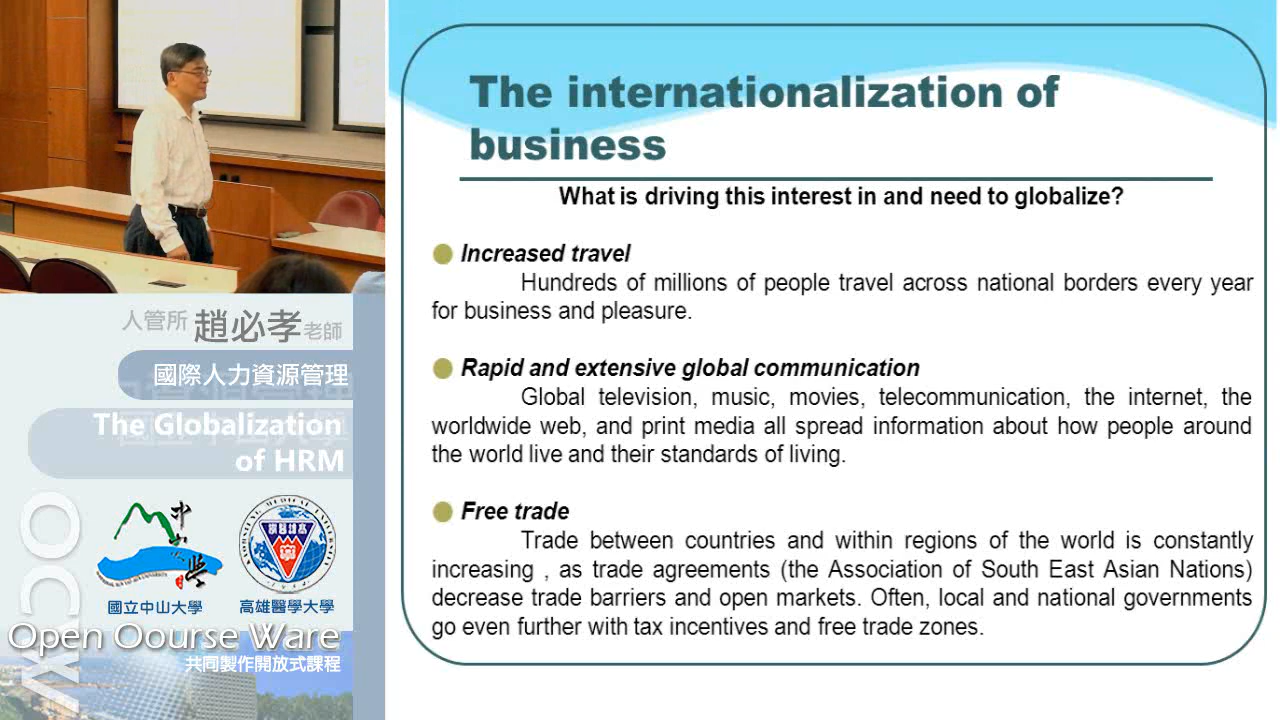 The internationalization of
business
What is driving this interest in and need to globalize?
Increased travel
Hundreds of millions of people travel across national borders every year
for business and pleasure.
Rapid and extensive global communication
Global television, music, movies, telecommunication, the internet, the
worldwide web, and print media all spread information about how people around
the world live and their standards of living.
Free trade
Trade between countries and within regions of the world is constantly
increasing , as trade agreements (the Association of South East Asian Nations)
decrease trade barriers and open markets. Often, local and national governments
go even further with tax incentives and free trade zones.
人管所 趙必孝老師
國際人力資源管理
The Globalization
of HRM
中山大學
國立中山大學
高雄醫學大學
OCW
Open Oourse Ware
共同製作開放式課程